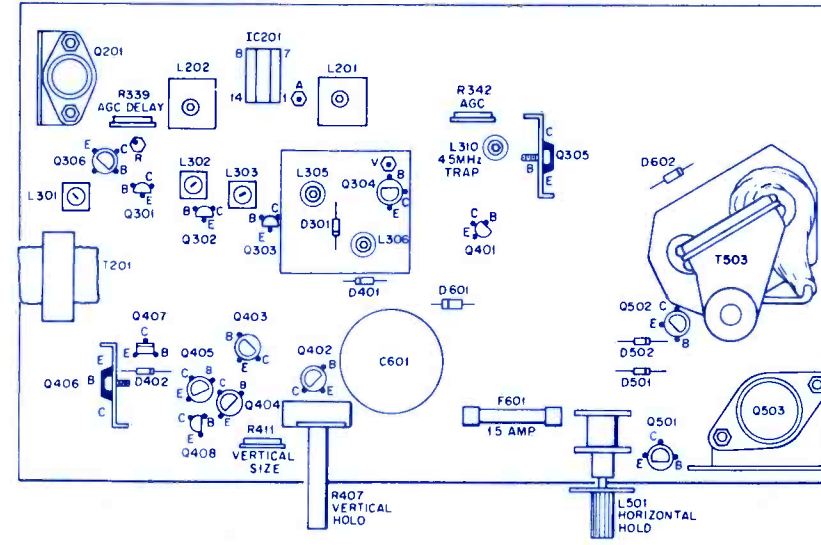 Q201
IC201
8 7
14 1
L202
L201
A
R339
AGC DELAY
R342
AGC
Q306
E C B
R
L301
B C E
Q301
L302
L303
B C E
Q302
B C E
Q303
L305
D301
L306
V
Q304
B C E
L310
4.5MHz
TRAP
C B E
Q305
D602
E C B
Q401
T201
D401
D601
T503
Q502
C E B
D502
D501
Q407
C E B
Q403
B E C
Q405
C B E
Q406
E B C
D402
Q402
C B E
C601
C B E
Q404
C B E
Q408
R411
VERTICAL
SIZE
F601
1.5 AMP
Q501
C E B
Q503
R407
VERTICAL
HOLD
L501
HORIZONTAL
HOLD